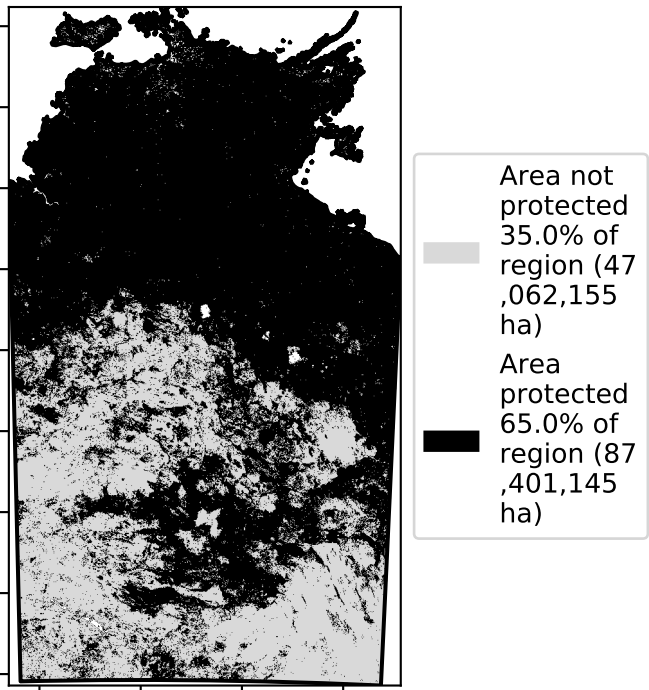 Area not
protected
35.0% of
region (47
,062,155
ha)
Area
protected
65.0% of
region (87
,401,145
ha)